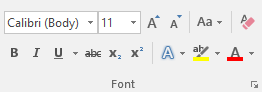 Calibri (Body) 11 A A Aa A
B I U abc X₂ X² A ab A
Font